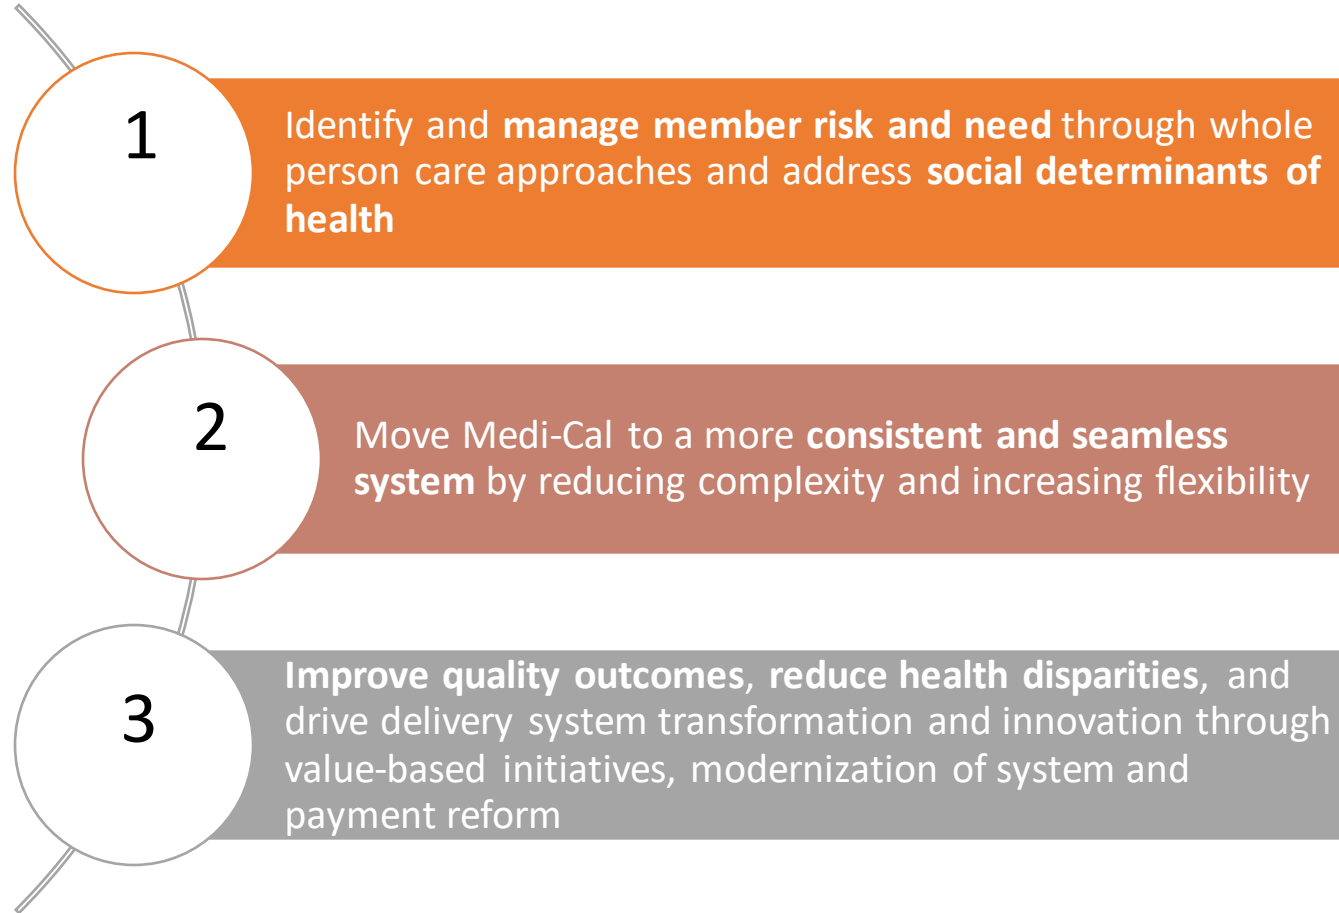 1
Identify and manage member risk and need through whole
person care approaches and address social determinants of
health
2
Move Medi-Cal to a more consistent and seamless
system by reducing complexity and increasing flexibility
3
Improve quality outcomes, reduce health disparities, and
drive delivery system transformation and innovation through
value-based initiatives, modernization of system and
payment reform